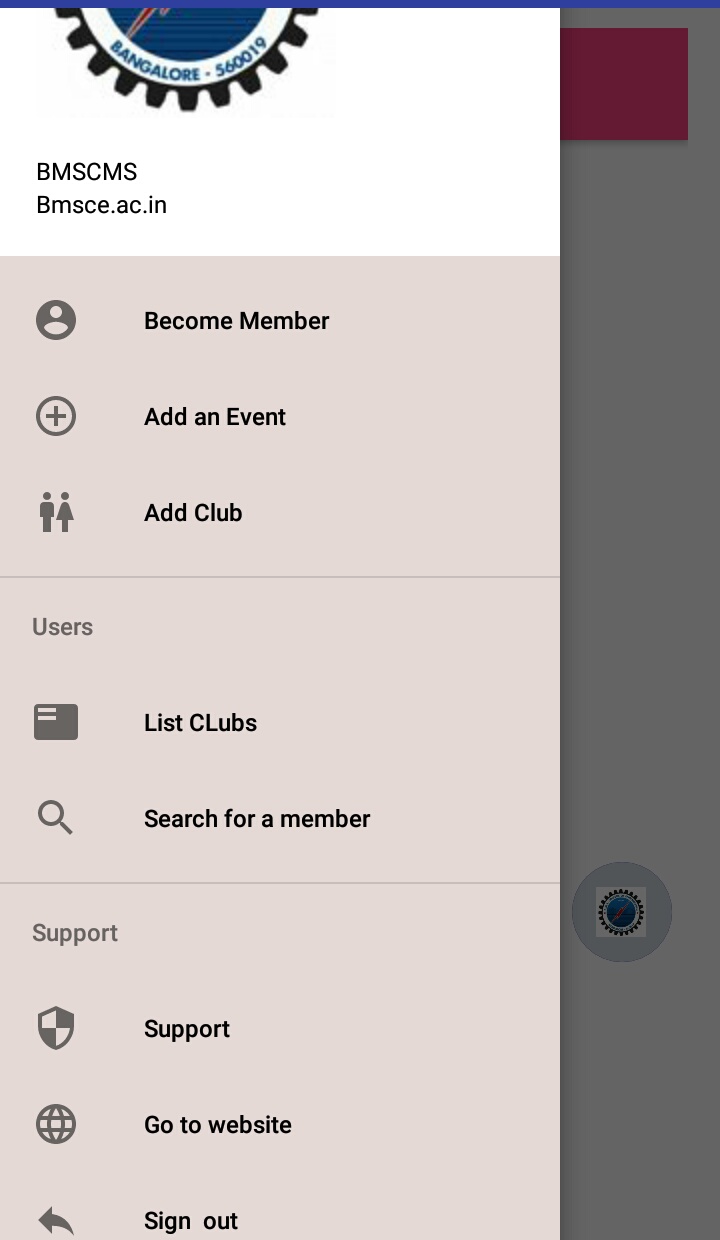 BANGALORE - 560019
BMSCMS
Bmsce.ac.in
Become Member
Add an Event
Add Club
Users
List CLubs
Search for a member
Support
Support
Go to website
Sign  out